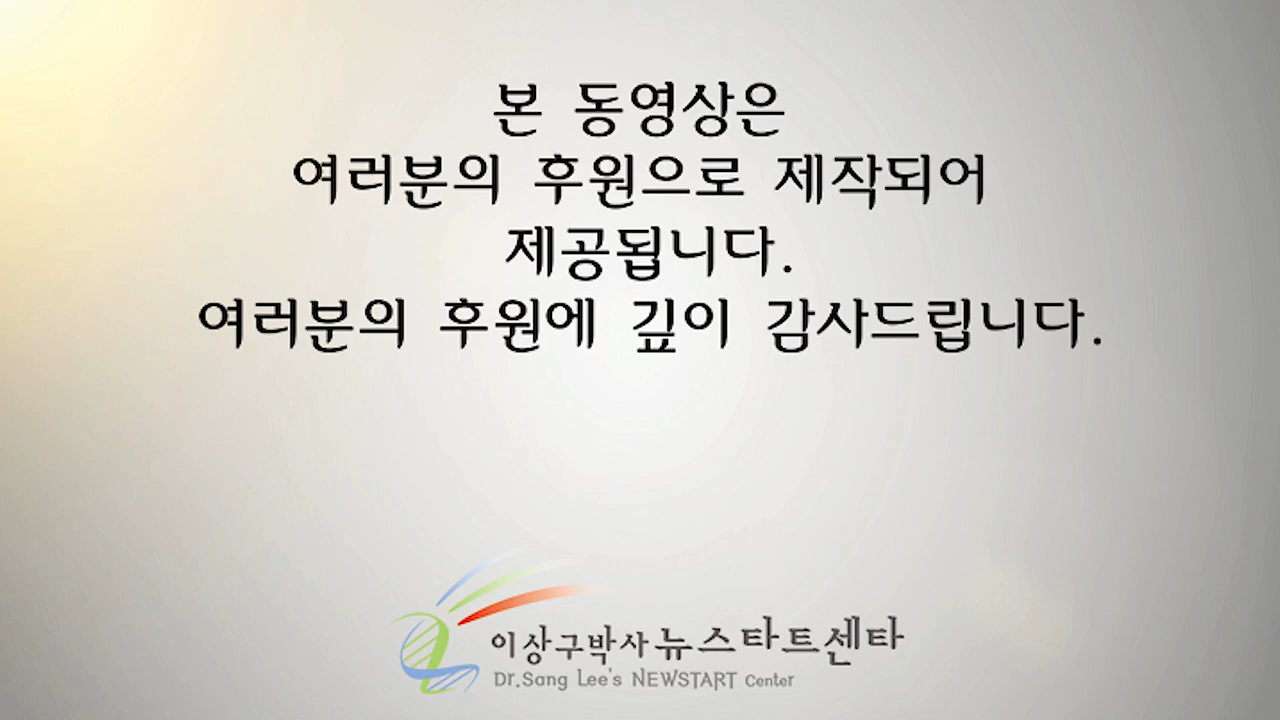 본 동영상은
여러분의 후원으로 제작되어
제공됩니다.
여러분의 후원에 깊이 감사드립니다.
이상구박사 뉴스타트센타
Dr.Sang Lee's NEWSTART Center